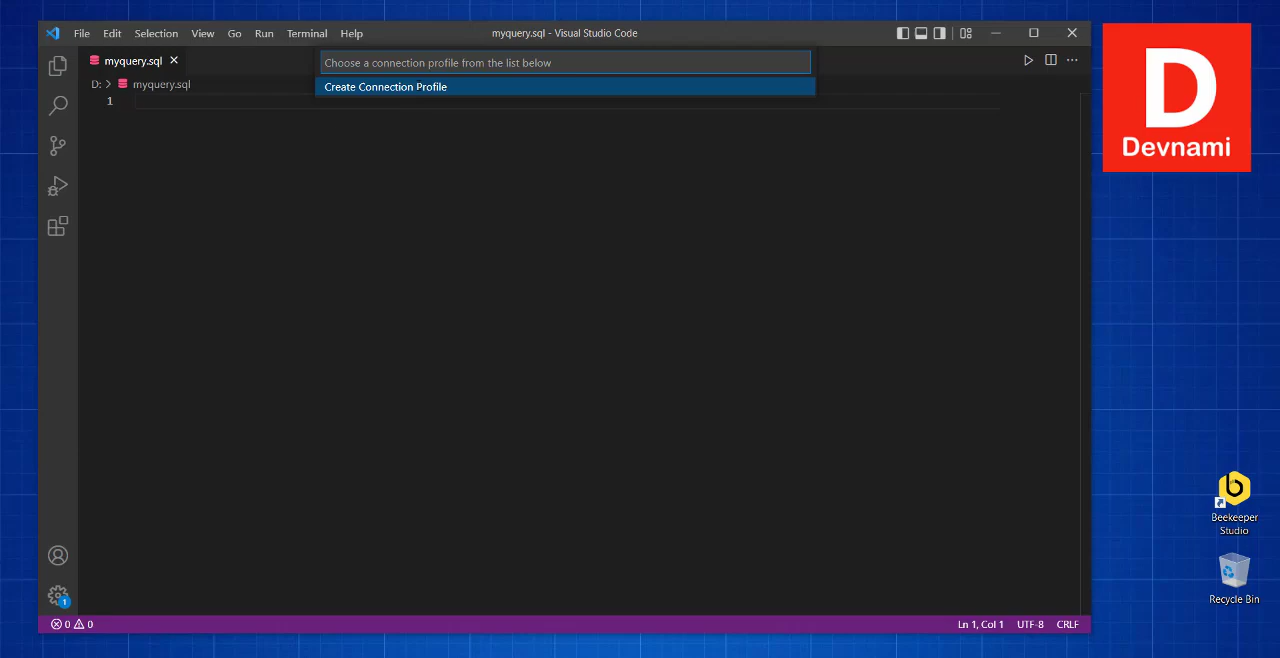 File Edit Selection View Go Run Terminal Help
myquery.sql - Visual Studio Code
myquery.sql
Choose a connection profile from the list below
Create Connection Profile
D: > myquery.sql
1
D
Devnami
b
Beekeeper
Studio
Recycle Bin
1
0 0
Ln 1, Col 1 UTF-8 CRLF